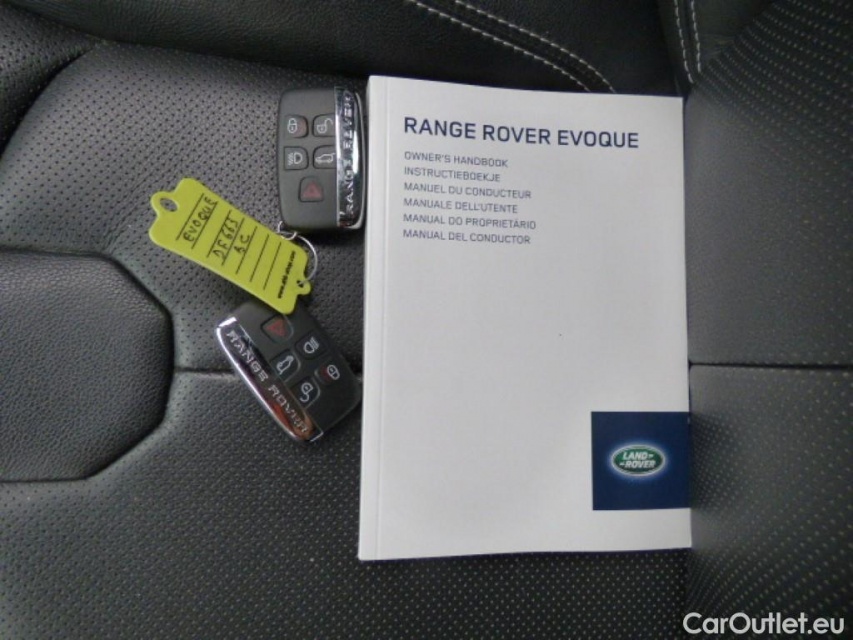 RANGE ROVER EVOQUE
OWNER'S HANDBOOK
INSTRUCTIEBOEKJE
MANUEL DU CONDUCTEUR
MANUALE DELL'UTENTE
MANUAL DO PROPRIETÁRIO
MANUAL DEL CONDUCTOR
LAND-
-ROVER
RANGE ROVER
EVOQUE
RANGE ROVER
CarOutlet.eu